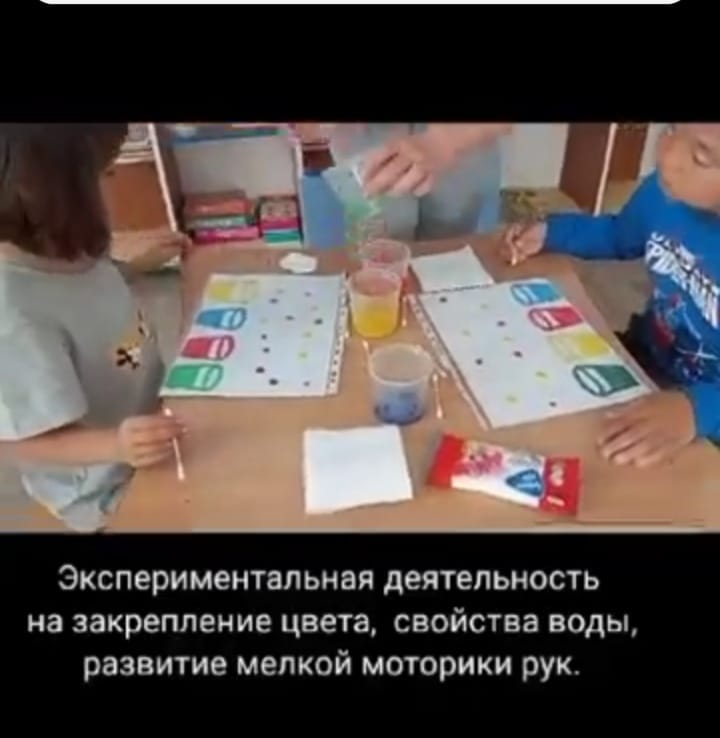 Экспериментальная деятельность
на закрепление цвета, свойства воды,
развитие мелкой моторики рук.